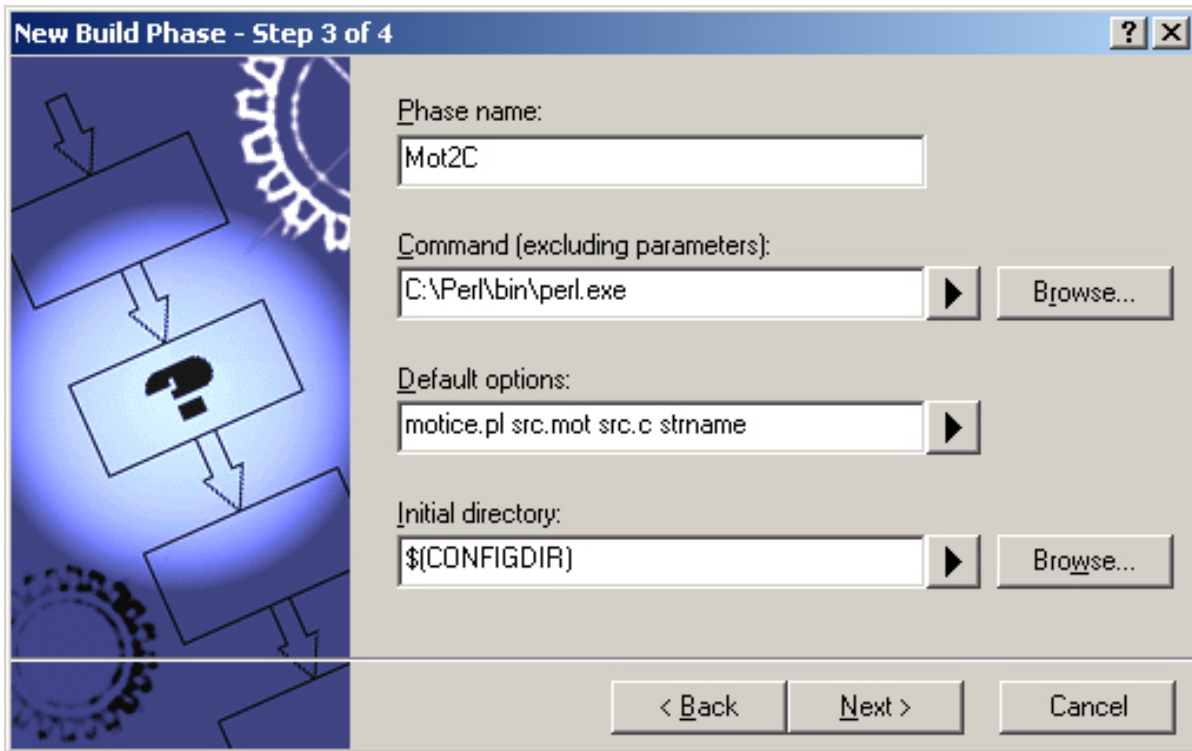 New Build Phase - Step 3 of 4
Phase name:
Mot2C
Command (excluding parameters):
C:\Perl\bin\perl.exe
Browse...
Default options:
motice.pl src.mot src.c strname
Initial directory:
$(CONFIGDIR)
Browse...
< Back
Next >
Cancel